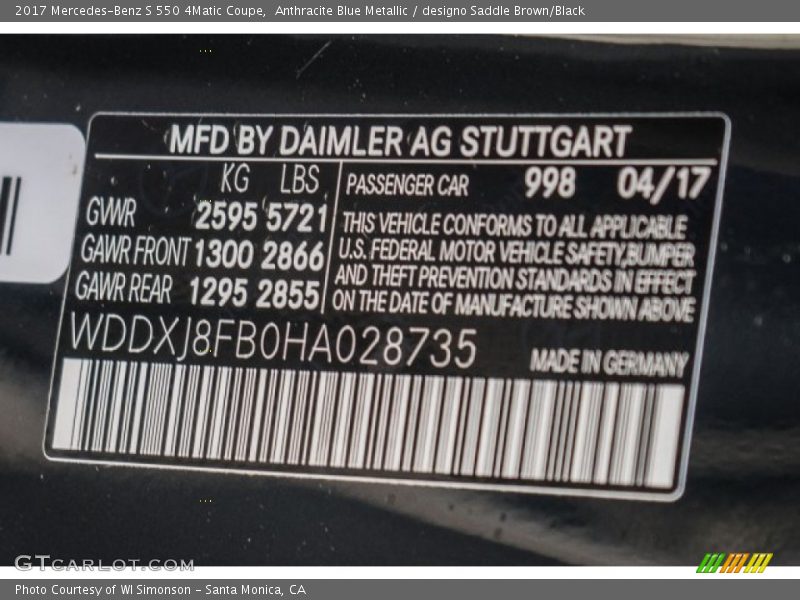 2017 Mercedes-Benz S 550 4Matic Coupe,  Anthracite Blue Metallic / designo Saddle Brown/Black
MFD BY DAIMLER AG STUTTGART
KG LBS
GVWR 2595 5721
GAWR FRONT 1300 2866
GAWR REAR 1295 2855
PASSENGER CAR 998 04/17
THIS VEHICLE CONFORMS TO ALL APPLICABLE
U.S. FEDERAL MOTOR VEHICLE SAFETY,BUMPER
AND THEFT PREVENTION STANDARDS IN EFFECT
ON THE DATE OF MANUFACTURE SHOWN ABOVE
WDDXJ8FB0HA028735
MADE IN GERMANY
GTCARLOT.COM
Photo Courtesy of WI Simonson - Santa Monica, CA